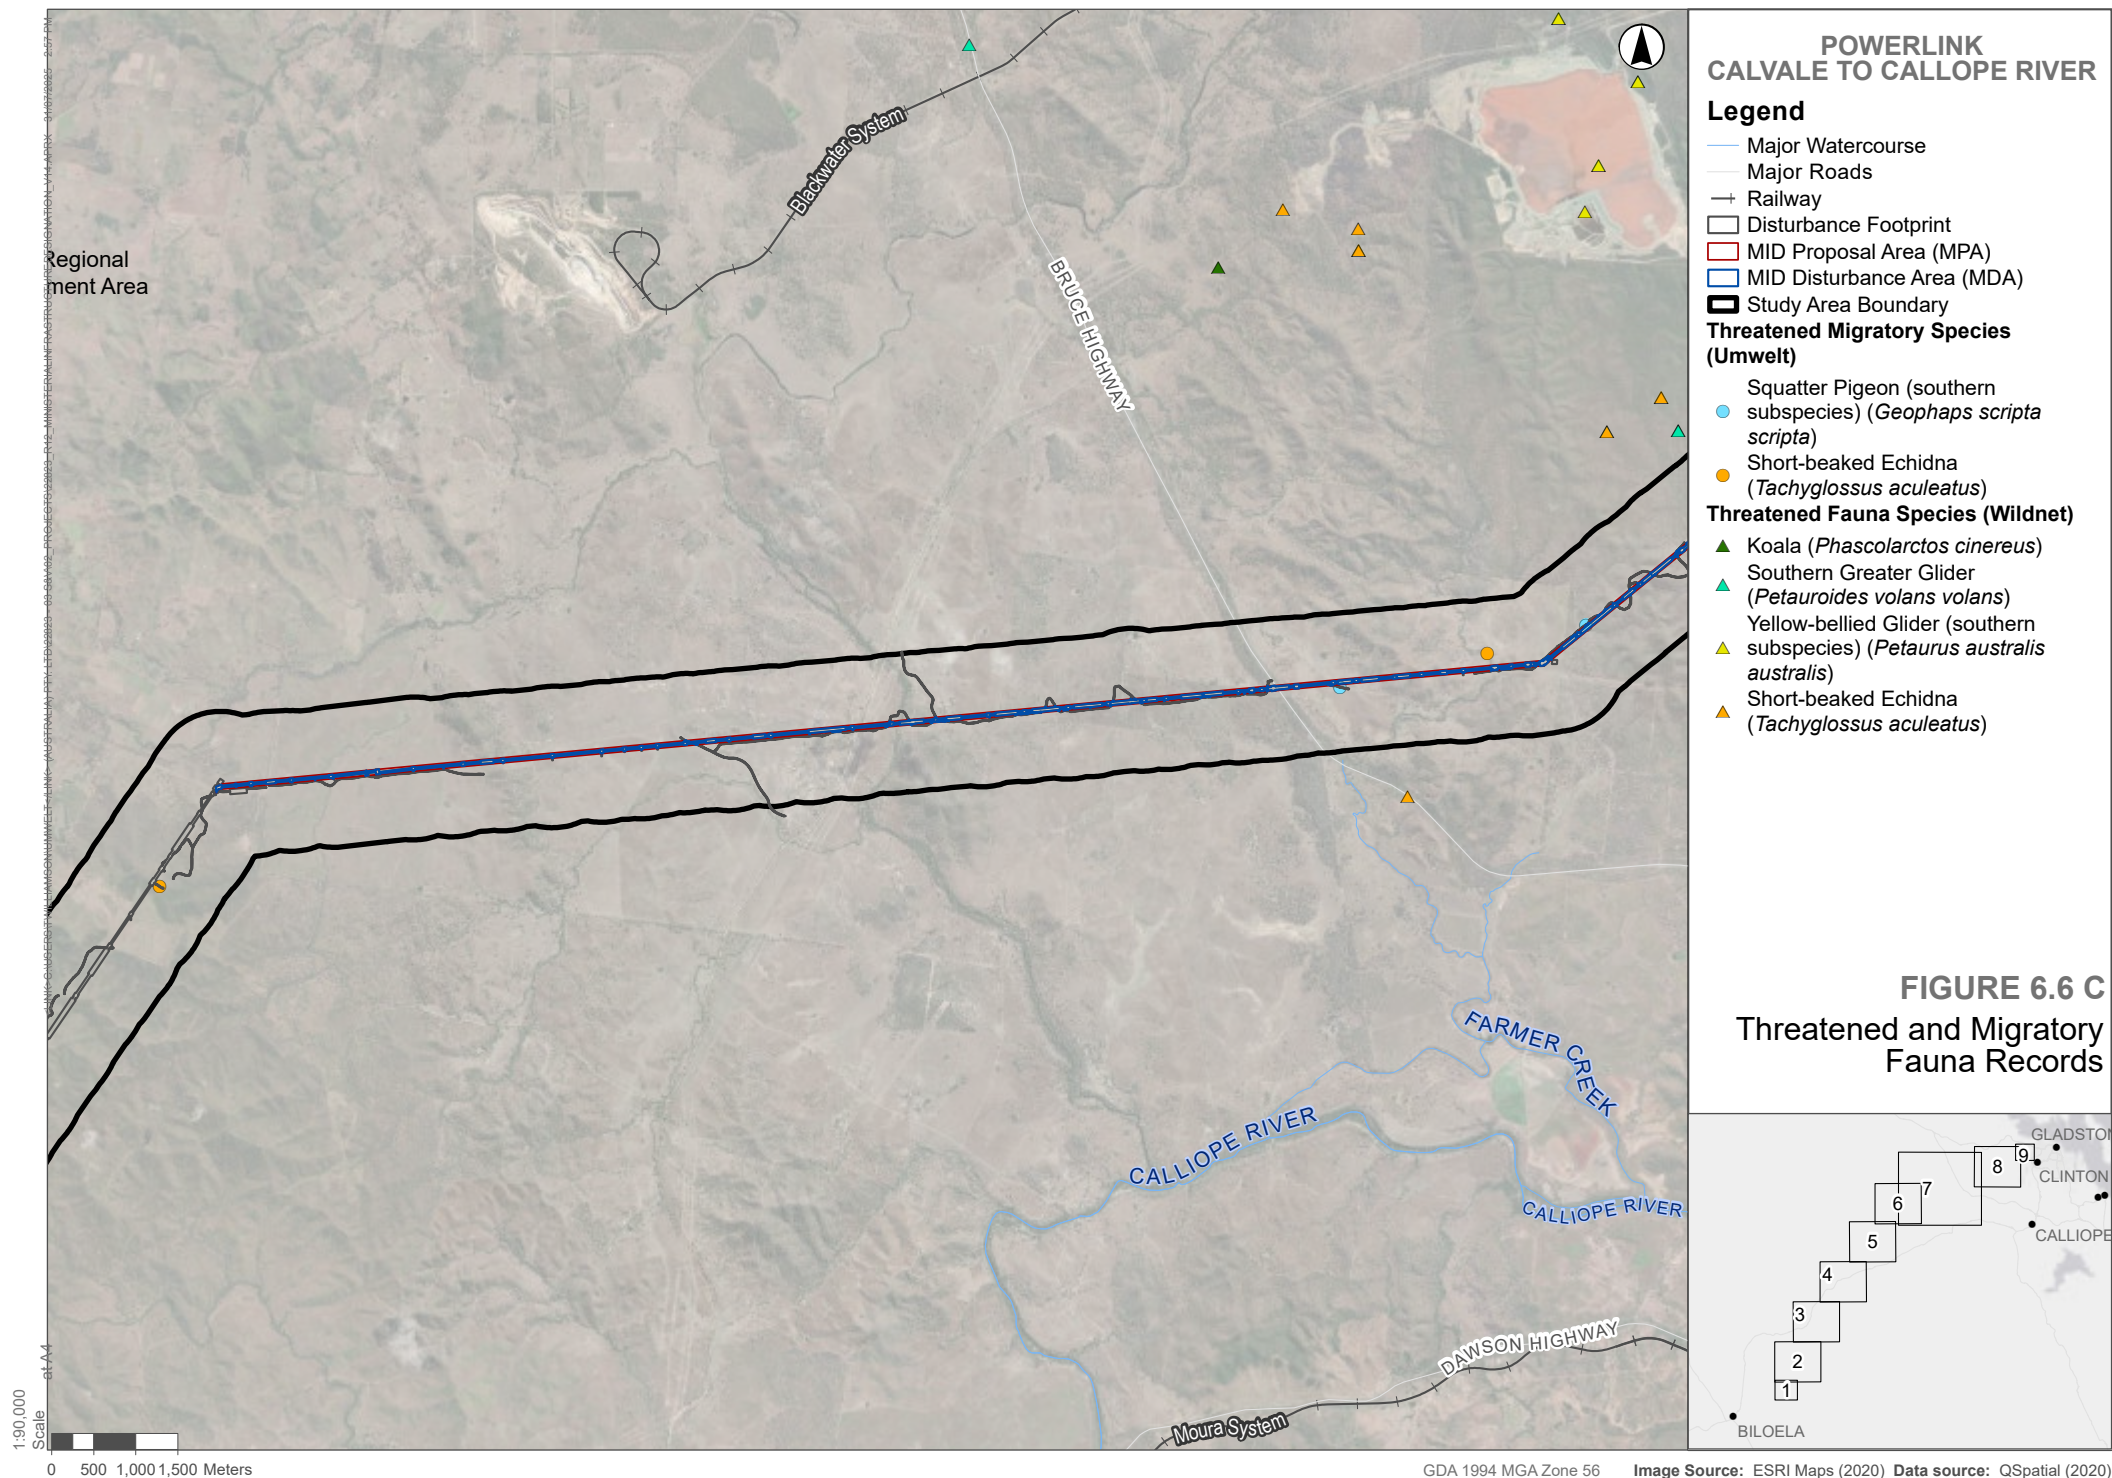 POWERLINK
CALVALE TO CALLOPE RIVER
Legend
Major Watercourse
Major Roads
Railway
Disturbance Footprint
MID Proposal Area (MPA)
MID Disturbance Area (MDA)
Study Area Boundary
Threatened Migratory Species
(Umwelt)
Squatter Pigeon (southern
subspecies) (Geophaps scripta
scripta)
Short-beaked Echidna
(Tachyglossus aculeatus)
Threatened Fauna Species (Wildnet)
Koala (Phascolarctos cinereus)
Southern Greater Glider
(Petauroides volans volans)
Yellow-bellied Glider (southern
subspecies) (Petaurus australis
australis)
Short-beaked Echidna
(Tachyglossus aculeatus)
FIGURE 6.6 C
Threatened and Migratory
Fauna Records
GLADSTON
CLINTON
CALLIOPE
BILOELA
9
8
7
6
5
4
3
2
1
Regional
ment Area
Blackwater System
BRUCE HIGHWAY
FARMER CREEK
CALLIOPE RIVER
CALLIOPE RIVER
DAWSON HIGHWAY
Moura System
1:90,000
Scale
at A4
0 500 1,000 1,500 Meters
GDA 1994 MGA Zone 56
Image Source: ESRI Maps (2020) Data source: QSpatial (2020)